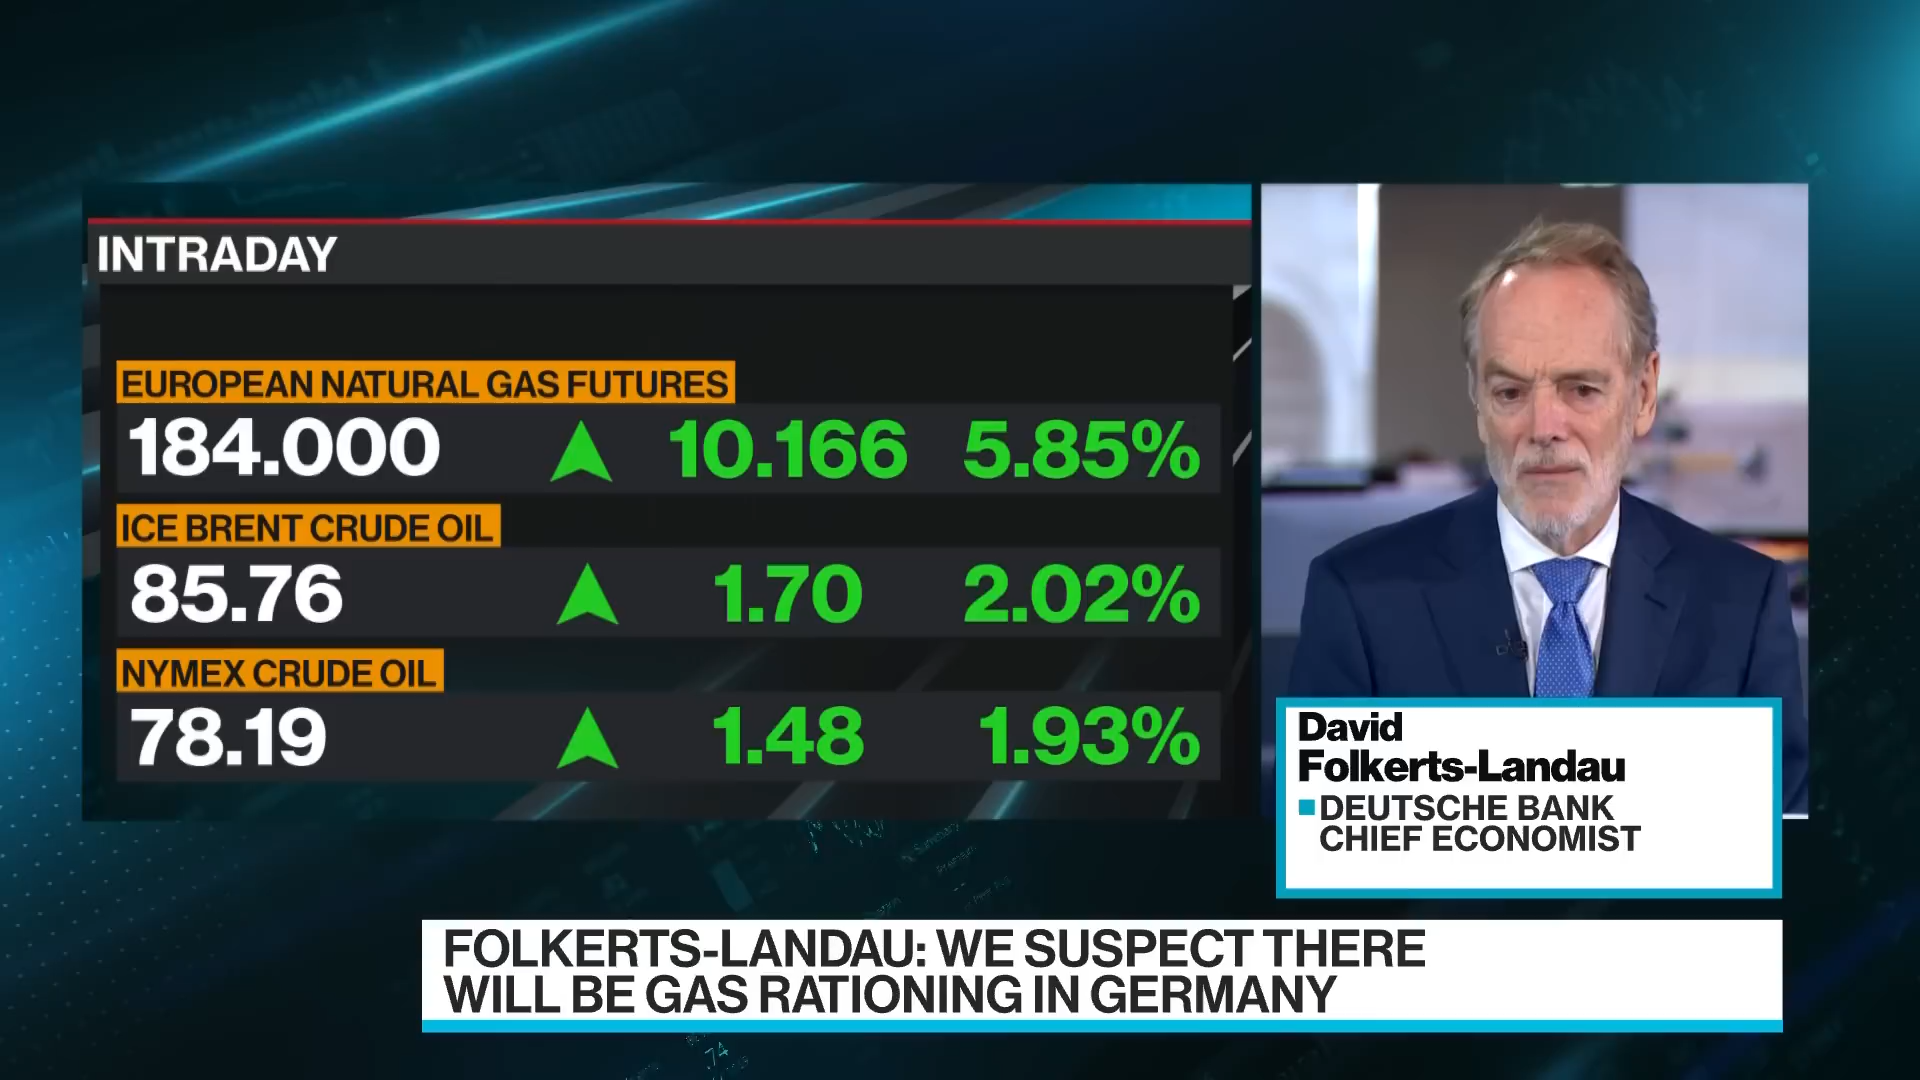 INTRADAY
EUROPEAN NATURAL GAS FUTURES
184.000 ▲ 10.166 5.85%
ICE BRENT CRUDE OIL
85.76 ▲ 1.70 2.02%
NYMEX CRUDE OIL
78.19 ▲ 1.48 1.93%
David
Folkerts-Landau
DEUTSCHE BANK
CHIEF ECONOMIST
FOLKERTS-LANDAU: WE SUSPECT THERE
WILL BE GAS RATIONING IN GERMANY